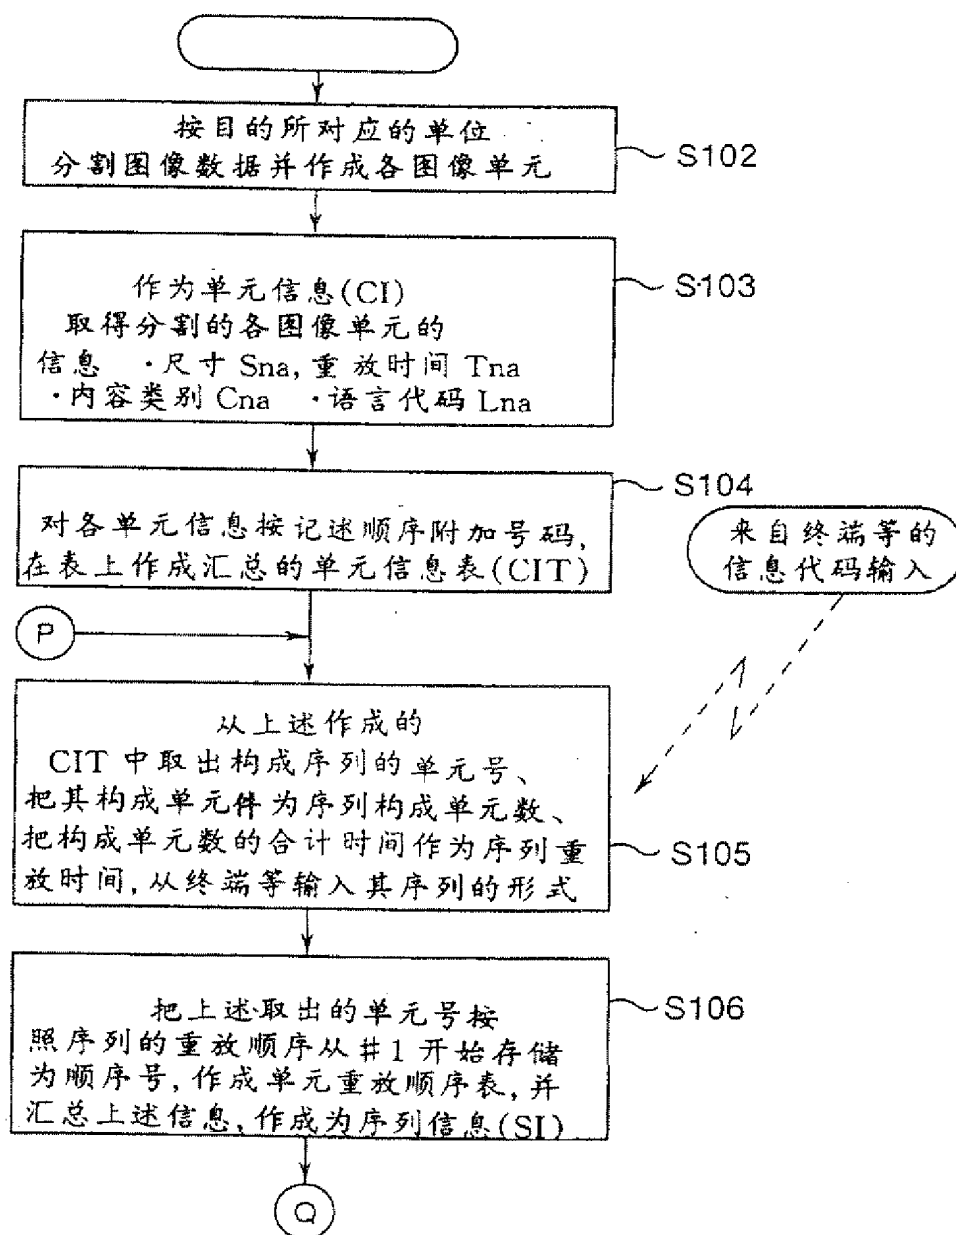 按目的所对应的单位
分割图像数据并作成各图像单元
S102
作为单元信息(CI)
取得分割的各图像单元的
信息 ·尺寸 Sna, 重放时间 Tna
·内容类别 Cna ·语言代码 Lna
S103
对各单元信息按记述顺序附加号码,
在表上作成汇总的单元信息表(CIT)
S104
来自终端等的
信息代码输入
P
从上述作成的
CIT 中取出构成序列的单元号、
把其构成单元件为序列构成单元数、
把构成单元数的合计时间作为序列重
放时间, 从终端等输入其序列的形式
S105
把上述取出的单元号按
照序列的重放顺序从 #1 开始存储
为顺序号, 作成单元重放顺序表, 并
汇总上述信息, 作成为序列信息(SI)
S106
Q